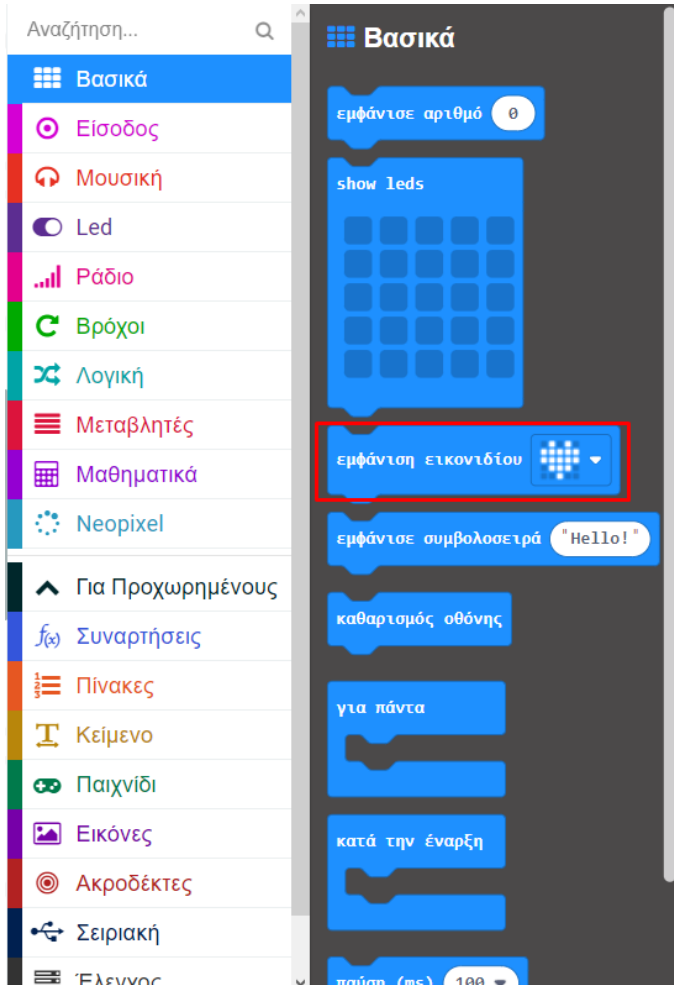 Αναζήτηση...
Βασικά
Είσοδος
Μουσική
Led
Ράδιο
Βρόχοι
Λογική
Μεταβλητές
Μαθηματικά
Neopixel
Για Προχωρημένους
f(x) Συναρτήσεις
Πίνακες
Κείμενο
Παιχνίδι
Εικόνες
Ακροδέκτες
Σειριακή
Έλεγχος
Βασικά
εμφάνισε αριθμό 0
show leds
εμφάνιση εικονιδίου
εμφάνισε συμβολοσειρά "Hello!"
καθαρισμός οθόνης
για πάντα
κατά την έναρξη
παύση (ms) 100